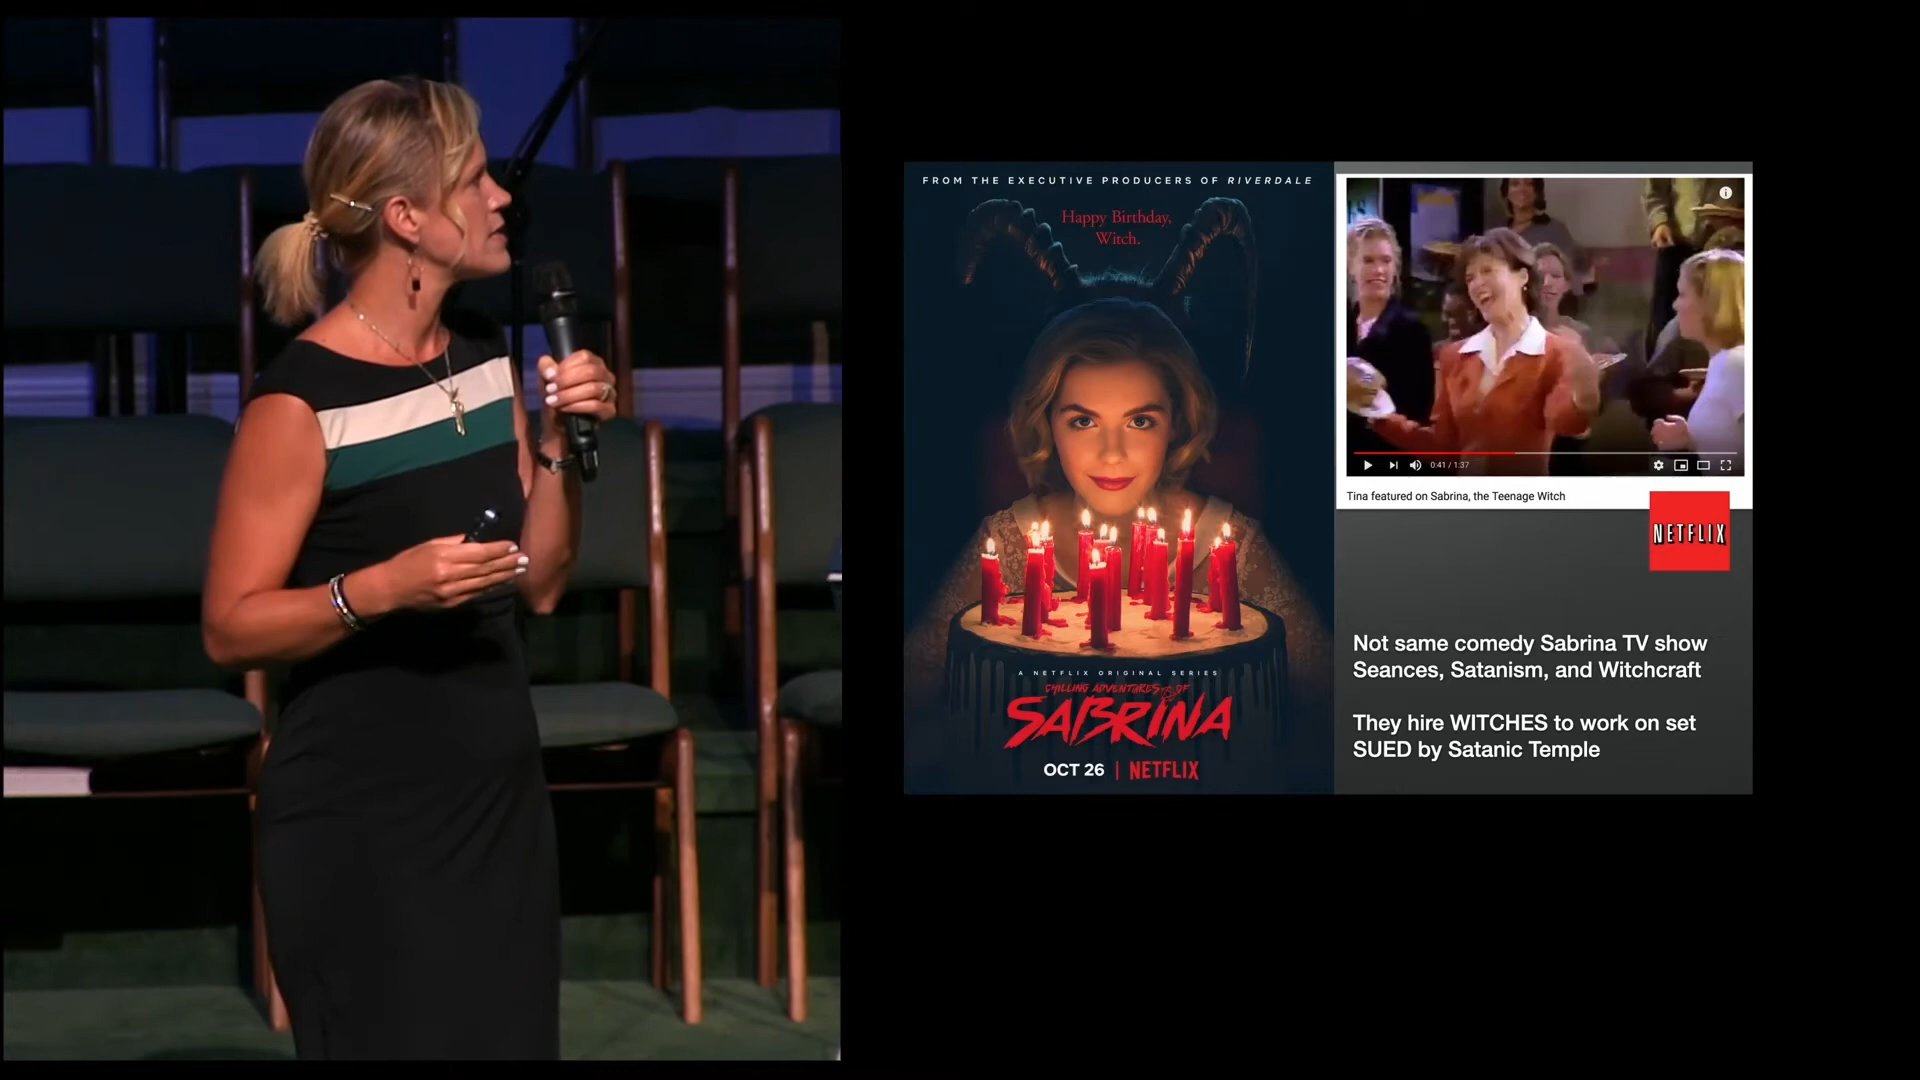 FROM THE EXECUTIVE PRODUCERS OF RIVERDALE
Happy Birthday,
Witch.
A NETFLIX ORIGINAL SERIES
CHILLING ADVENTURES OF
SABRINA
OCT 26 | NETFLIX
i
0:41 / 1:37
Tina featured on Sabrina, the Teenage Witch
NETFLIX
Not same comedy Sabrina TV show
Seances, Satanism, and Witchcraft
They hire WITCHES to work on set
SUED by Satanic Temple